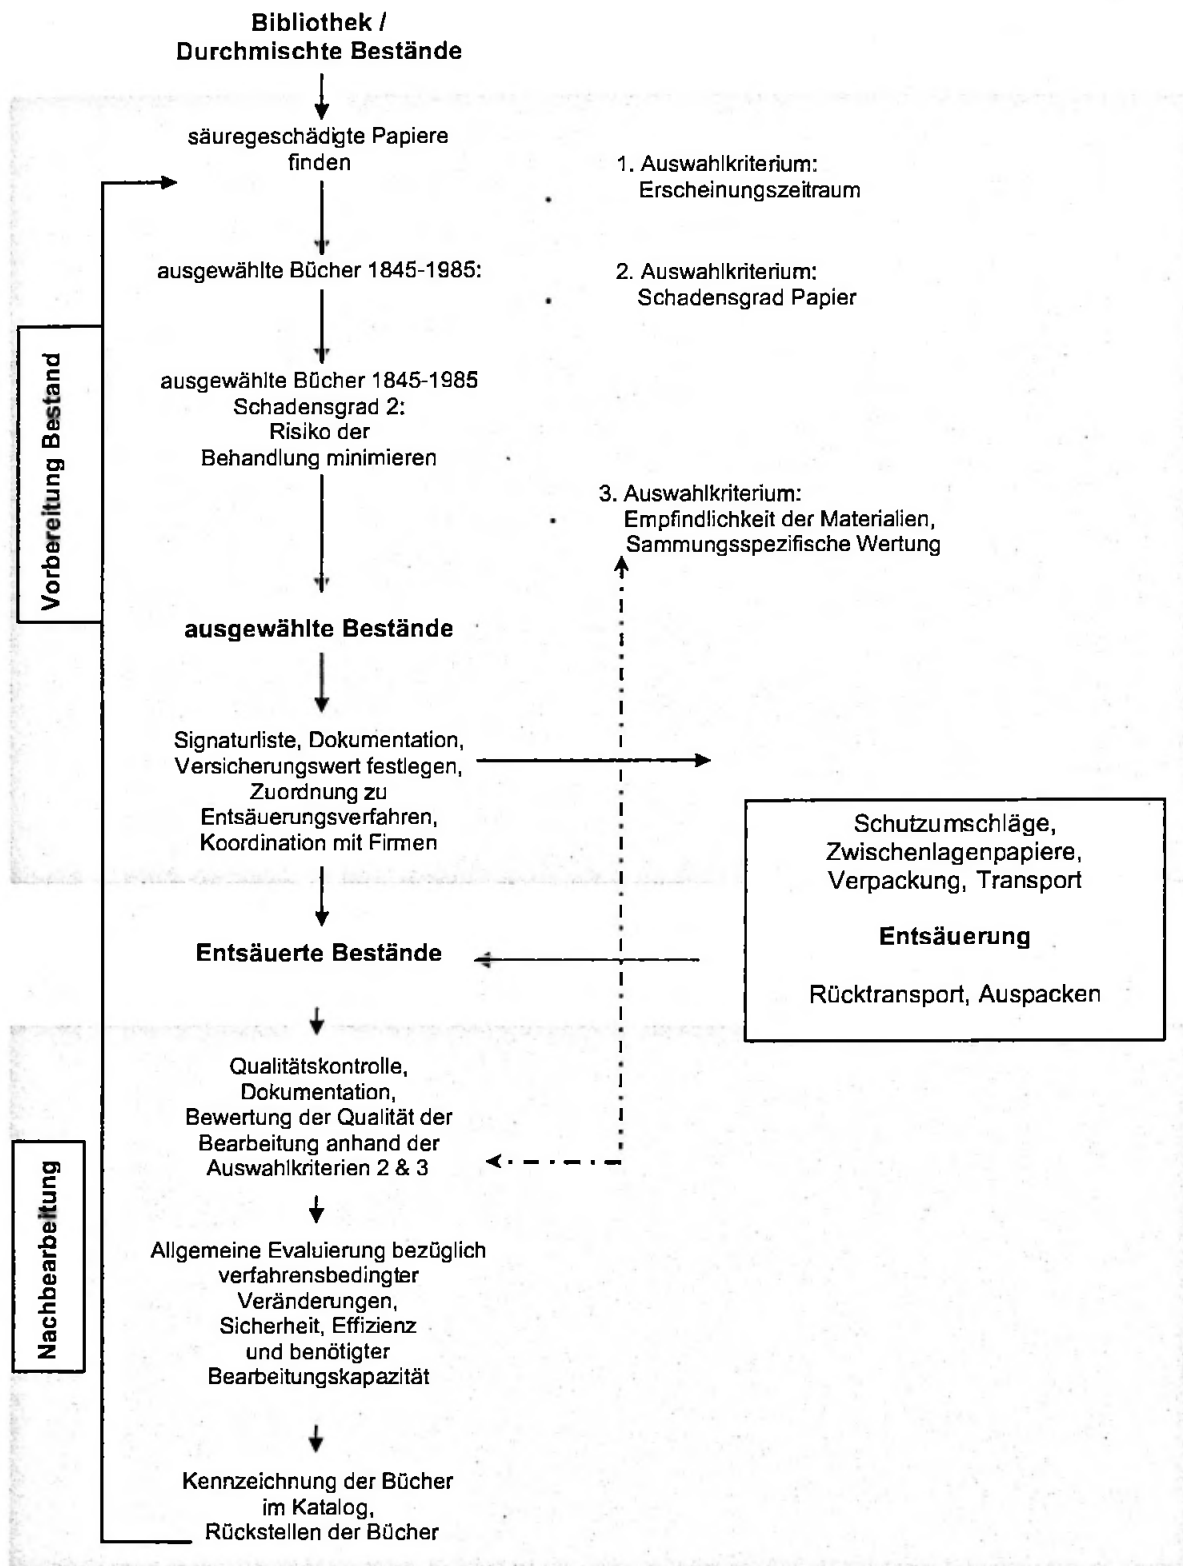 Bibliothek /
Durchmischte Bestände
säuregeschädigte Papiere
finden
1. Auswahlkriterium:
Erscheinungszeitraum
ausgewählte Bücher 1845-1985:
2. Auswahlkriterium:
Schadensgrad Papier
ausgewählte Bücher 1845-1985
Schadensgrad 2:
Risiko der
Behandlung minimieren
3. Auswahlkriterium:
Empfindlichkeit der Materialien,
Sammungsspezifische Wertung
Vorbereitung Bestand
ausgewählte Bestände
Signaturliste, Dokumentation,
Versicherungswert festlegen,
Zuordnung zu
Entsäuerungsverfahren,
Koordination mit Firmen
Schutzumschläge,
Zwischenlagenpapiere,
Verpackung, Transport
Entsäuerung
Rücktransport, Auspacken
Entsäuerte Bestände
Qualitätskontrolle,
Dokumentation,
Bewertung der Qualität der
Bearbeitung anhand der
Auswahlkriterien 2 & 3
Nachbearbeitung
Allgemeine Evaluierung bezüglich
verfahrensbedingter
Veränderungen,
Sicherheit, Effizienz
und benötigter
Bearbeitungskapazität
Kennzeichnung der Bücher
im Katalog,
Rückstellen der Bücher